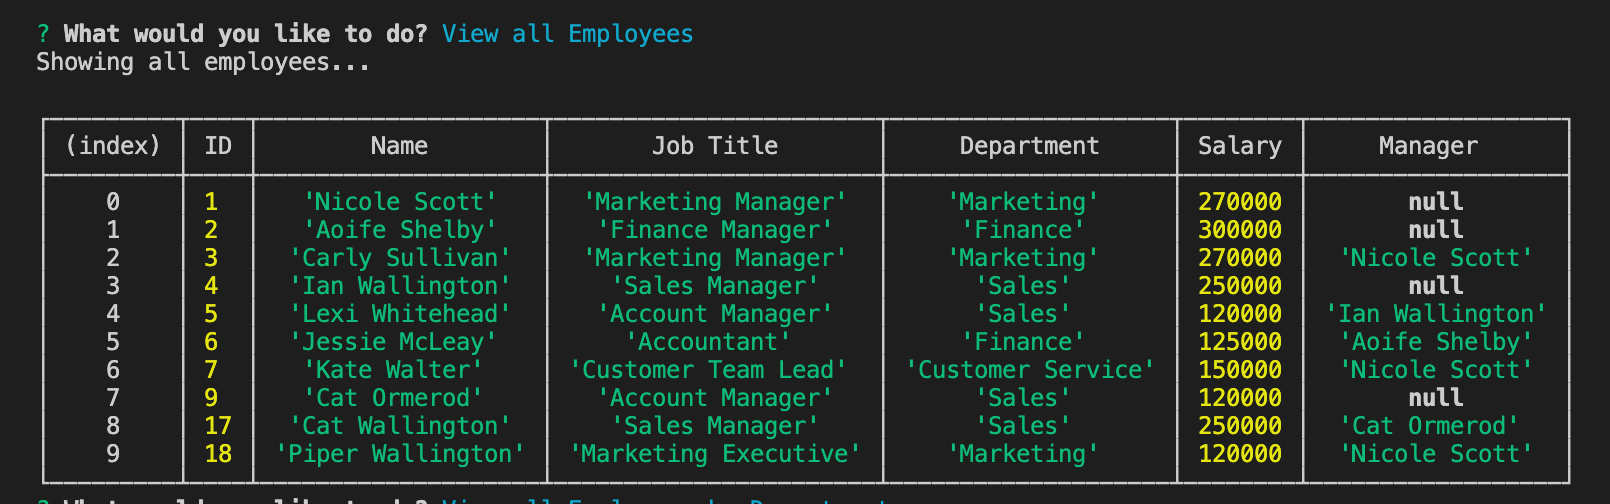 ? What would you like to do? View all Employees
Showing all employees...
(index) ID Name Job Title Department Salary Manager
0 1 'Nicole Scott' 'Marketing Manager' 'Marketing' 270000 null
1 2 'Aoife Shelby' 'Finance Manager' 'Finance' 300000 null
2 3 'Carly Sullivan' 'Marketing Manager' 'Marketing' 270000 'Nicole Scott'
3 4 'Ian Wallington' 'Sales Manager' 'Sales' 250000 null
4 5 'Lexi Whitehead' 'Account Manager' 'Sales' 120000 'Ian Wallington'
5 6 'Jessie McLeay' 'Accountant' 'Finance' 125000 'Aoife Shelby'
6 7 'Kate Walter' 'Customer Team Lead' 'Customer Service' 150000 'Nicole Scott'
7 9 'Cat Ormerod' 'Account Manager' 'Sales' 120000 null
8 17 'Cat Wallington' 'Sales Manager' 'Sales' 250000 'Cat Ormerod'
9 18 'Piper Wallington' 'Marketing Executive' 'Marketing' 120000 'Nicole Scott'